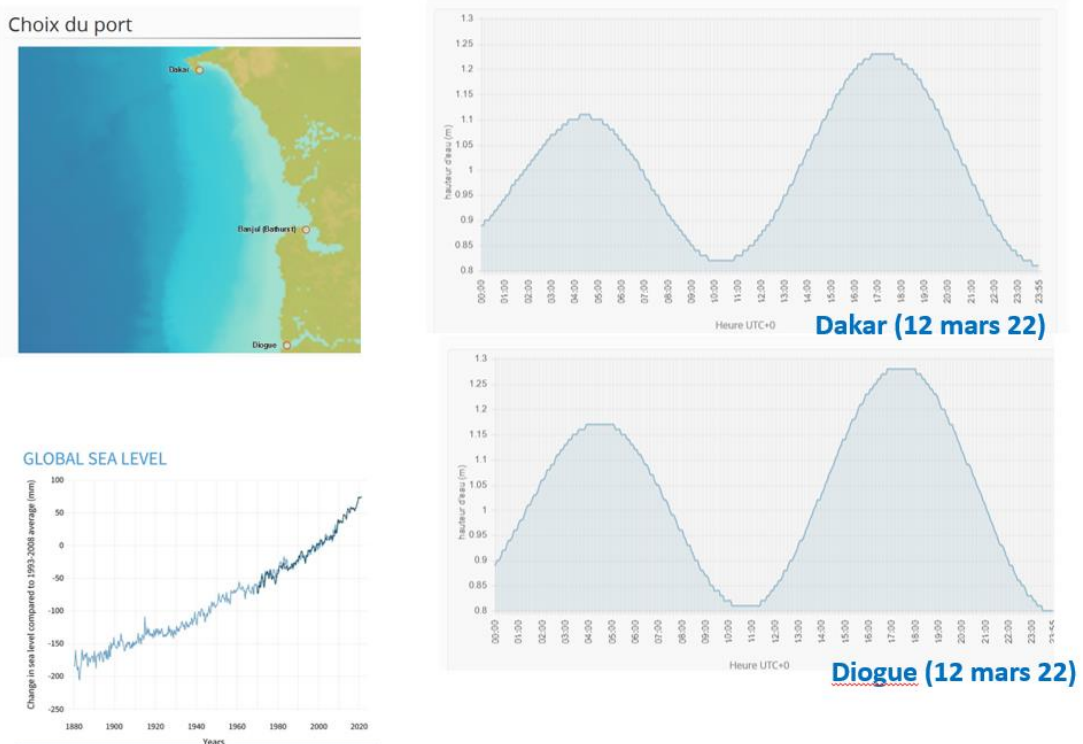 Choix du port
Dakar
Banjul (Bathurst)
Diogue
hauteur d'eau (m)
1.3
1.25
1.2
1.15
1.1
1.05
1
0.95
0.9
0.85
0.8
00:00 01:00 02:00 03:00 04:00 05:00 06:00 07:00 08:00 09:00 10:00 11:00 12:00 13:00 14:00 15:00 16:00 17:00 18:00 19:00 20:00 21:00 22:00 23:00 23:55
Heure UTC+0
Dakar (12 mars 22)
hauteur d'eau (m)
1.3
1.25
1.2
1.15
1.1
1.05
1
0.95
0.9
0.85
0.8
00:00 01:00 02:00 03:00 04:00 05:00 06:00 07:00 08:00 09:00 10:00 11:00 12:00 13:00 14:00 15:00 16:00 17:00 18:00 19:00 20:00 21:00 22:00 23:00 23:55
Heure UTC+0
Diogue (12 mars 22)
GLOBAL SEA LEVEL
Change in sea level compared to 1993-2008 average (mm)
100
50
0
-50
-100
-150
-200
-250
1880 1900 1920 1940 1960 1980 2000 2020
Years